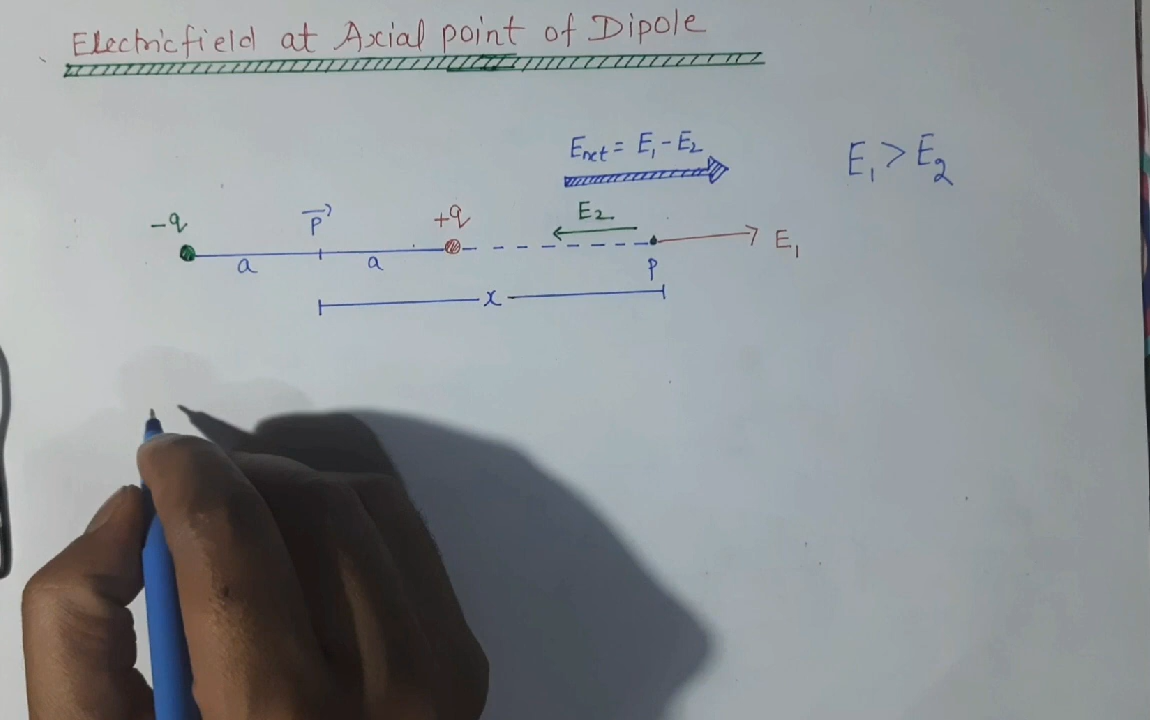 Electricfield at Axial point of Dipole
Enet = E1 - E2
E1 > E2
-q
p⃗
+q
E2
E1
a
a
P
x